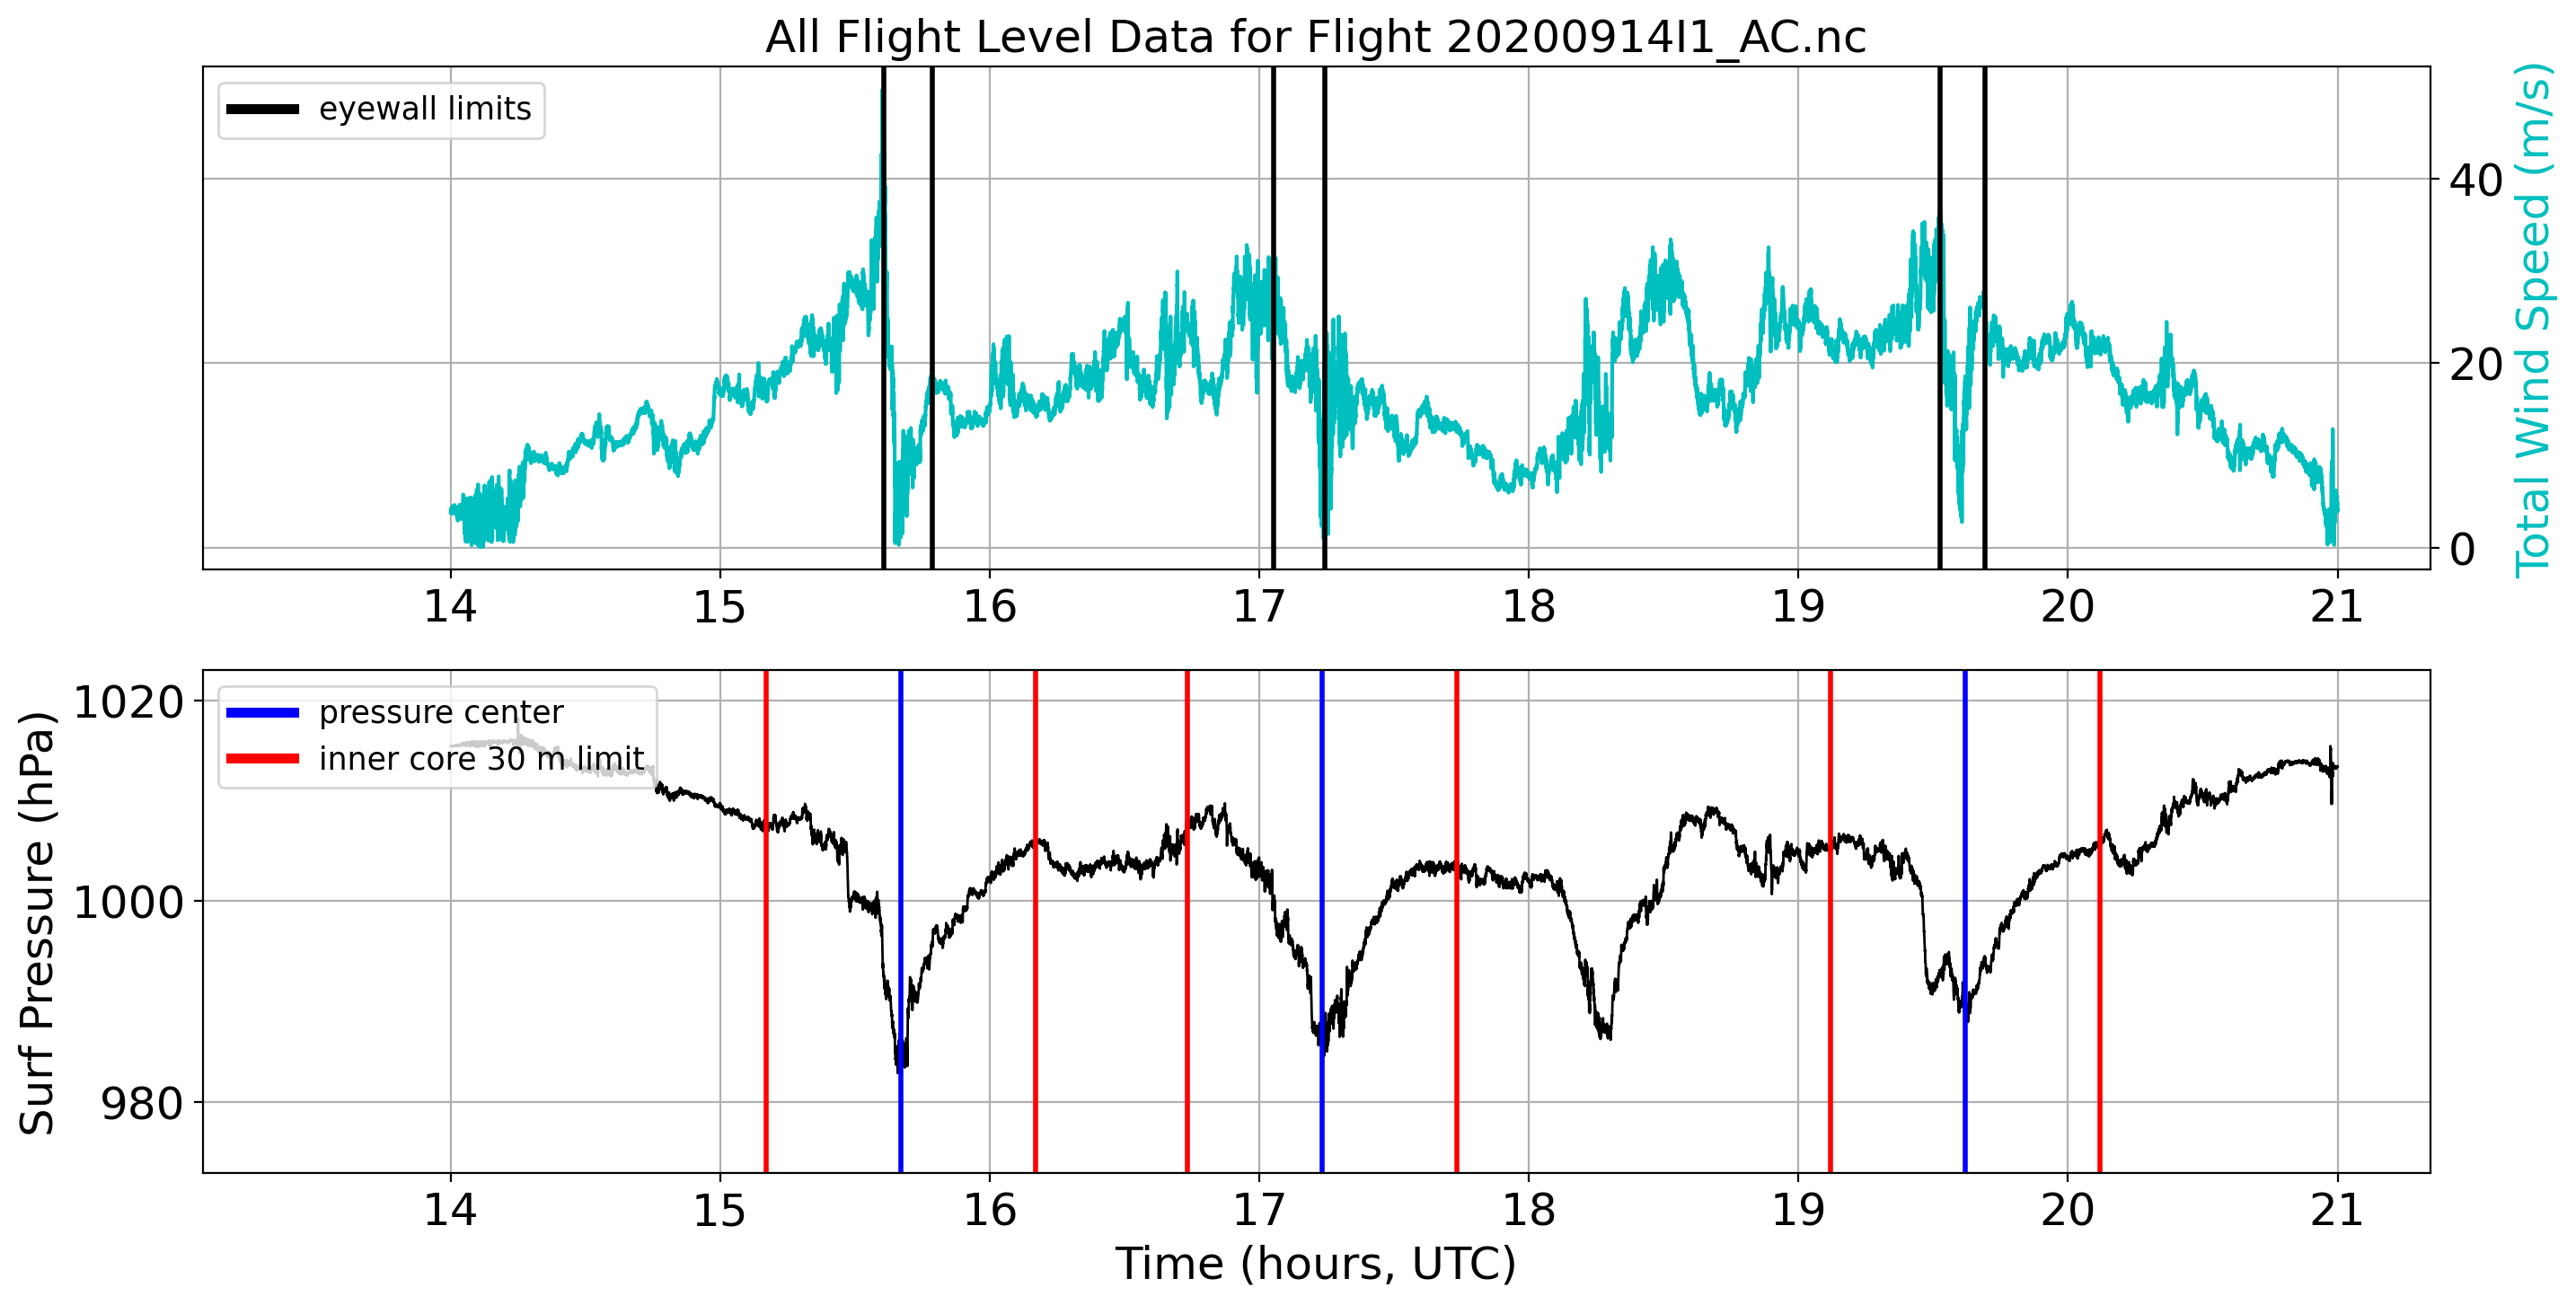 All Flight Level Data for Flight 20200914I1_AC.nc
eyewall limits
40
20
0
Total Wind Speed (m/s)
14 15 16 17 18 19 20 21
1020
1000
980
Surf Pressure (hPa)
pressure center
inner core 30 m limit
14 15 16 17 18 19 20 21
Time (hours, UTC)